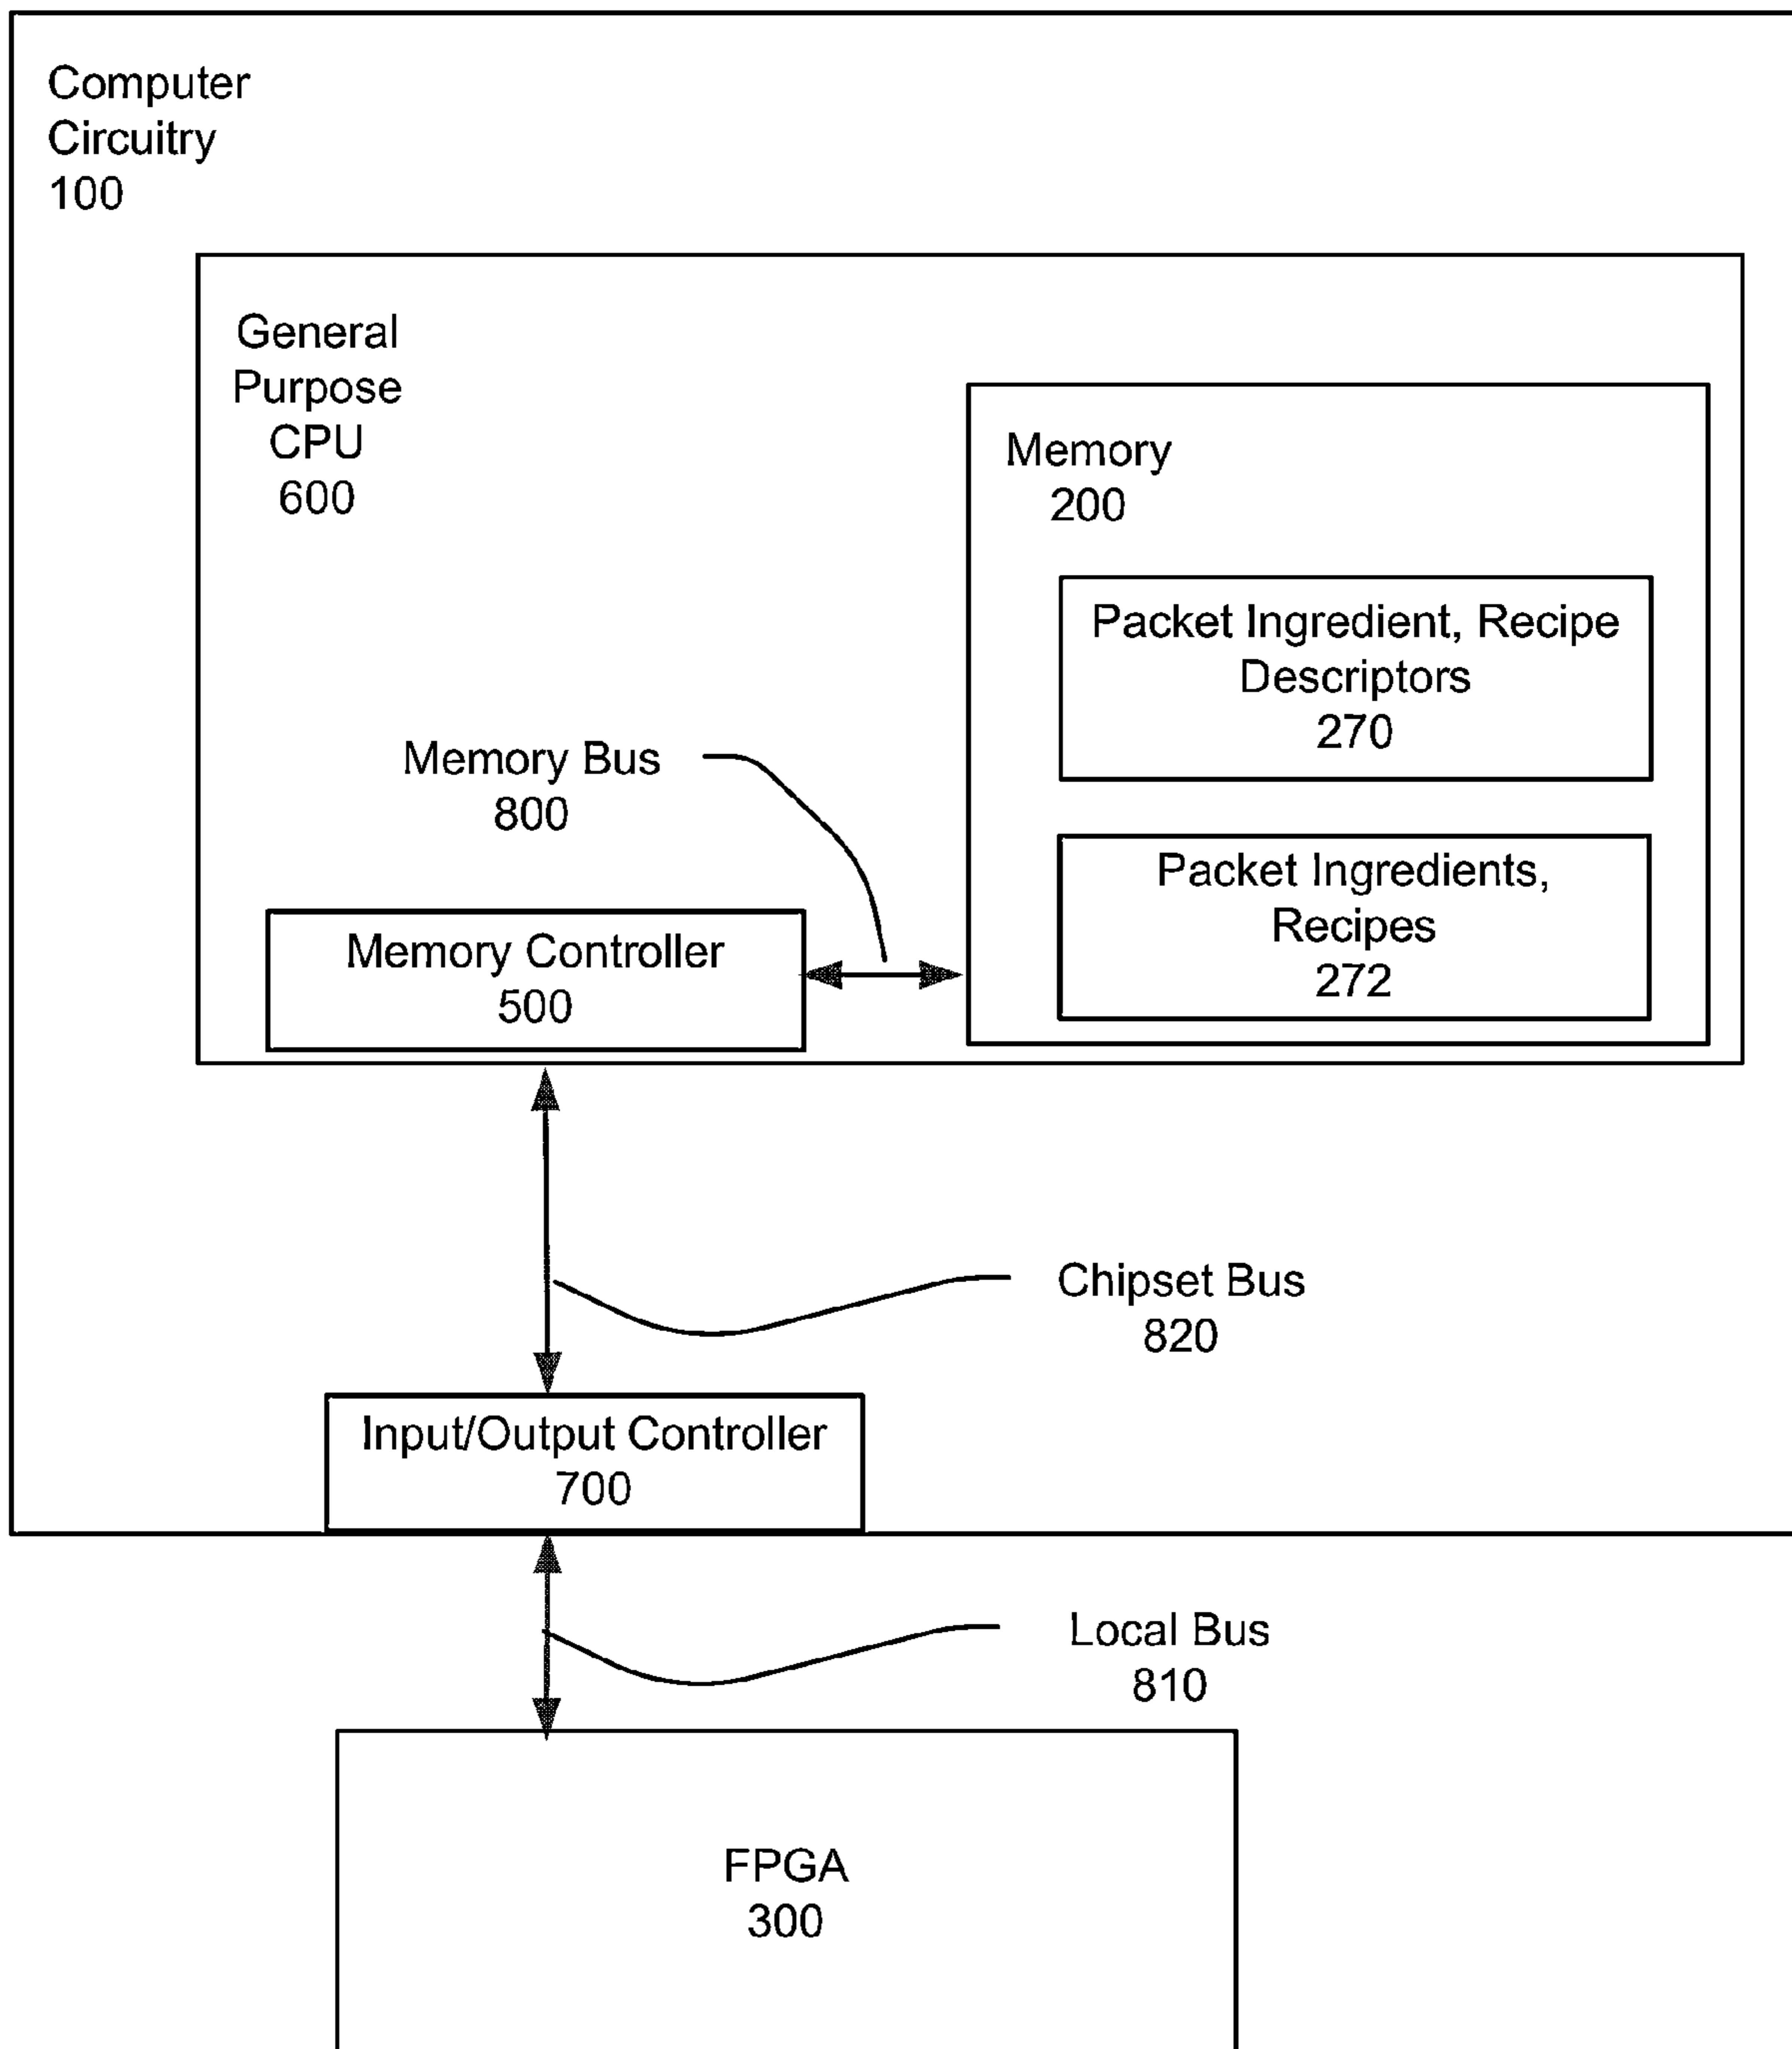 Computer
Circuitry
100
General
Purpose
CPU
600
Memory
200
Packet Ingredient, Recipe
Descriptors
270
Memory Bus
800
Packet Ingredients,
Recipes
272
Memory Controller
500
Chipset Bus
820
Input/Output Controller
700
Local Bus
810
FPGA
300